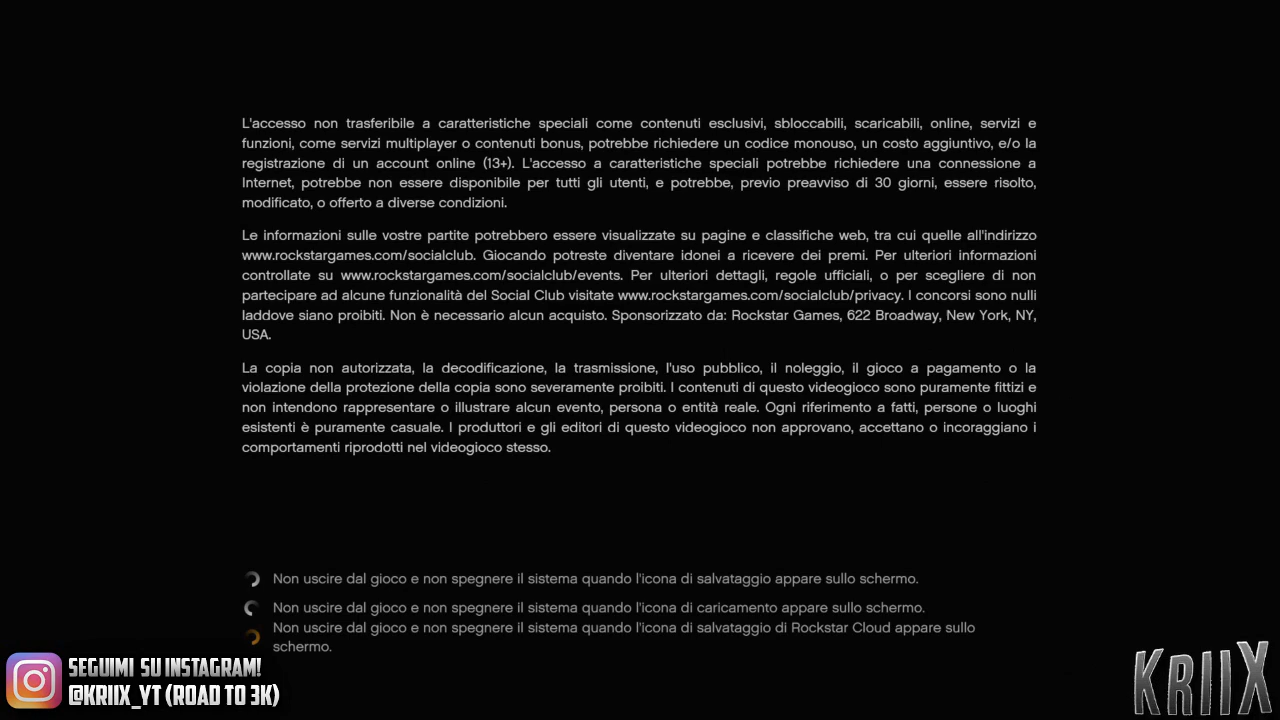 L'accesso non trasferibile a caratteristiche speciali come contenuti esclusivi, sbloccabili, scaricabili, online, servizi e
funzioni, come servizi multiplayer o contenuti bonus, potrebbe richiedere un codice monouso, un costo aggiuntivo, e/o la
registrazione di un account online (13+). L'accesso a caratteristiche speciali potrebbe richiedere una connessione a
Internet, potrebbe non essere disponibile per tutti gli utenti, e potrebbe, previo preavviso di 30 giorni, essere risolto,
modificato, o offerto a diverse condizioni.
Le informazioni sulle vostre partite potrebbero essere visualizzate su pagine e classifiche web, tra cui quelle all'indirizzo
www.rockstargames.com/socialclub. Giocando potreste diventare idonei a ricevere dei premi. Per ulteriori informazioni
controllate su www.rockstargames.com/socialclub/events. Per ulteriori dettagli, regole ufficiali, o per scegliere di non
partecipare ad alcune funzionalità del Social Club visitate www.rockstargames.com/socialclub/privacy. I concorsi sono nulli
laddove siano proibiti. Non è necessario alcun acquisto. Sponsorizzato da: Rockstar Games, 622 Broadway, New York, NY,
USA.
La copia non autorizzata, la decodificazione, la trasmissione, l'uso pubblico, il noleggio, il gioco a pagamento o la
violazione della protezione della copia sono severamente proibiti. I contenuti di questo videogioco sono puramente fittizi e
non intendono rappresentare o illustrare alcun evento, persona o entità reale. Ogni riferimento a fatti, persone o luoghi
esistenti è puramente casuale. I produttori e gli editori di questo videogioco non approvano, accettano o incoraggiano i
comportamenti riprodotti nel videogioco stesso.
Non uscire dal gioco e non spegnere il sistema quando l'icona di salvataggio appare sullo schermo.
Non uscire dal gioco e non spegnere il sistema quando l'icona di caricamento appare sullo schermo.
Non uscire dal gioco e non spegnere il sistema quando l'icona di salvataggio di Rockstar Cloud appare sullo
schermo.
SEGUIMI SU INSTAGRAM!
@KRIIX_YT (ROAD TO 3K)
KRIIX